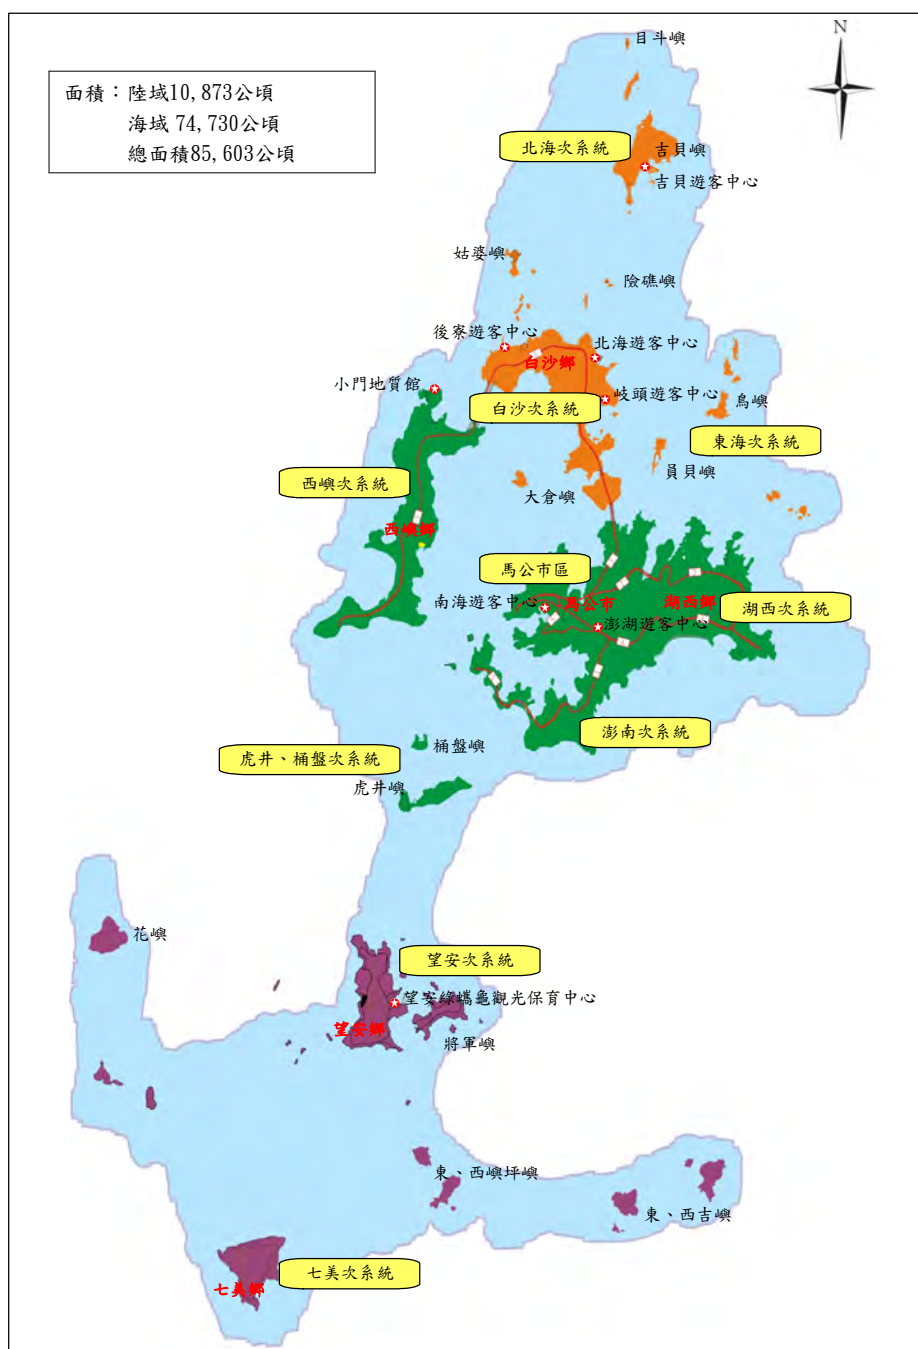 N
目斗嶼
面積：陸域10,873公頃
海域 74,730公頃
總面積85,603公頃
北海次系統
吉貝嶼
吉貝遊客中心
姑婆嶼
險礁嶼
後寮遊客中心
北海遊客中心
白沙鄉
小門地質館
岐頭遊客中心
鳥嶼
白沙次系統
東海次系統
員貝嶼
西嶼次系統
大倉嶼
西嶼鄉
馬公市區
南海遊客中心
馬公市
湖西鄉
湖西次系統
澎湖遊客中心
澎南次系統
桶盤嶼
虎井、桶盤次系統
虎井嶼
花嶼
望安次系統
望安綠蠵龜觀光保育中心
望安鄉
將軍嶼
東、西嶼坪嶼
東、西吉嶼
七美次系統
七美鄉